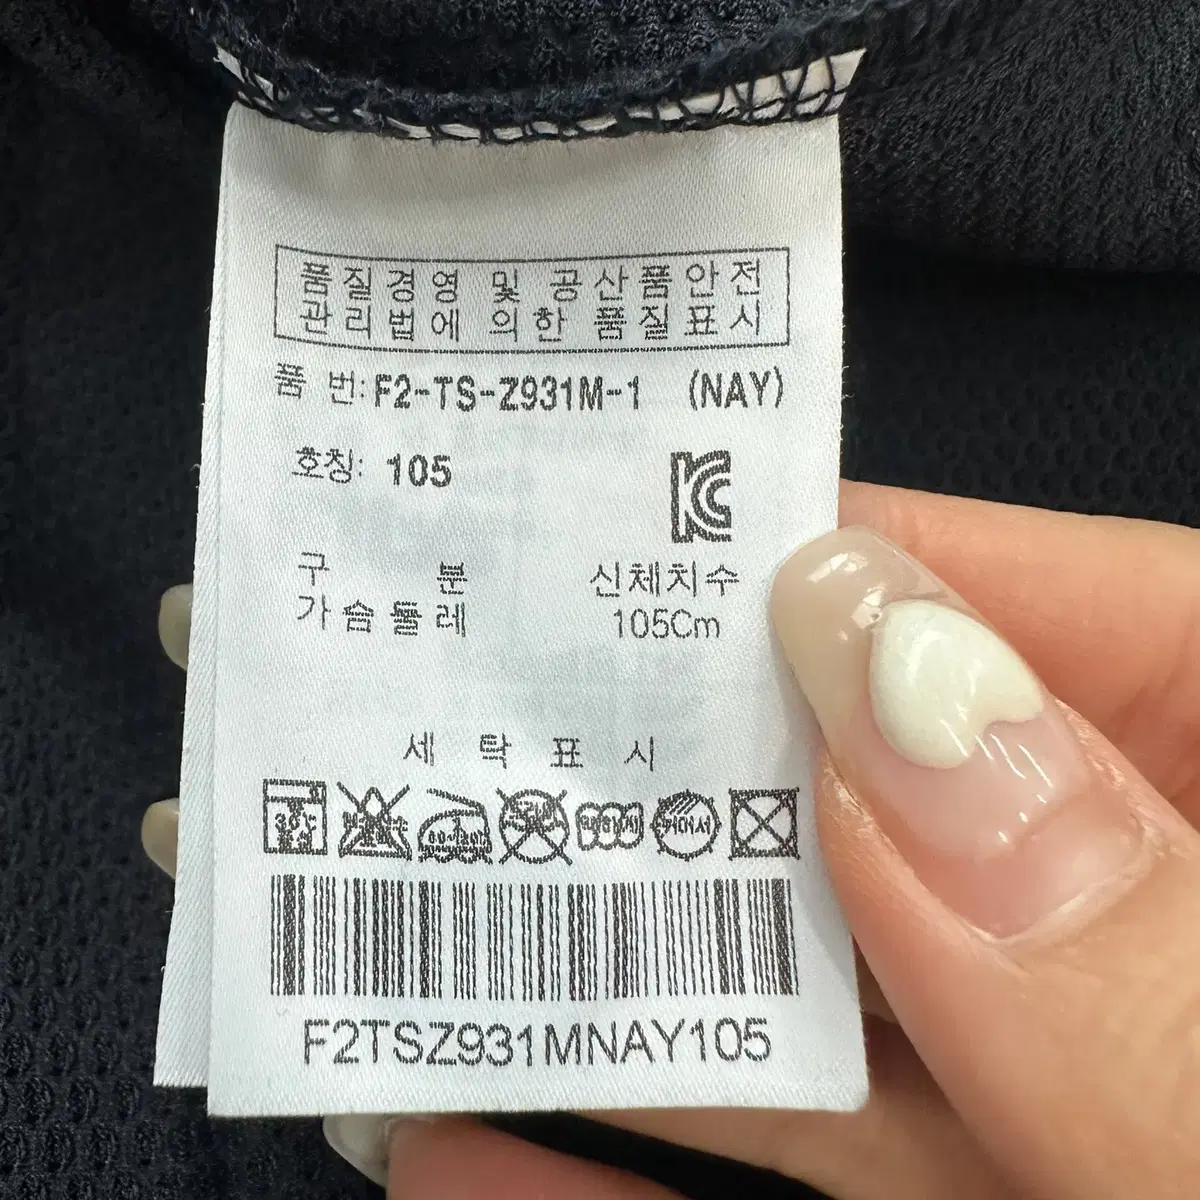 품질경영 및 공산품안전
관리법에 의한 품질표시
품 번: F2-TS-Z931M-1 (NAY)
호칭: 105
구 분 신체치수
가슴둘레 105Cm
세 탁 표 시
30℃
F2TSZ931MNAY105